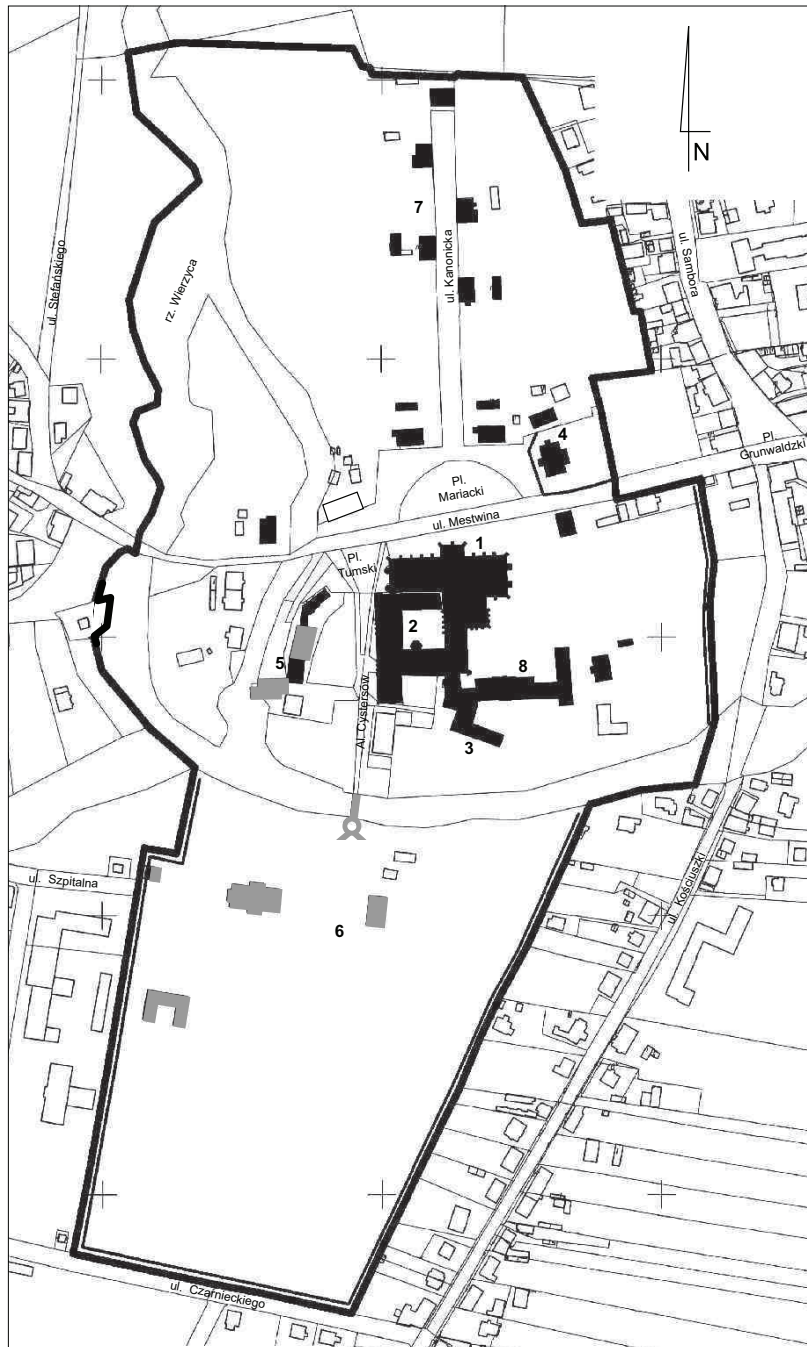 N
7
ul. Kanonicka
ul. Sambora
ul. Stefańskiego
rz. Wierzyca
4
Pl.
Grunwaldzki
Pl.
Mariacki
ul. Mestwina
1
Pl.
Tumski
2
5
8
Al. Cystersów
3
ul. Szpitalna
6
ul. Kościuszki
ul. Czarnieckiego